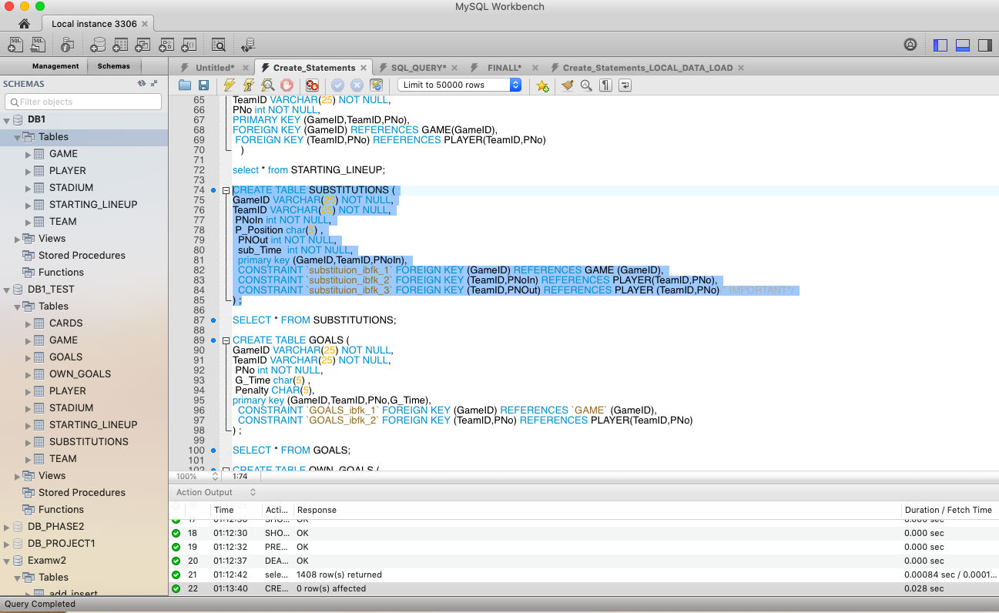 MySQL Workbench
Local instance 3306
Management
Schemas
SCHEMAS
Filter objects
DB1
Tables
GAME
PLAYER
STADIUM
STARTING_LINEUP
TEAM
Views
Stored Procedures
Functions
DB1_TEST
Tables
CARDS
GAME
GOALS
OWN_GOALS
PLAYER
STADIUM
STARTING_LINEUP
SUBSTITUTIONS
TEAM
Views
Stored Procedures
Functions
DB_PHASE2
DB_PROJECT1
Examw2
Tables
add_insert
Untitled*
Create_Statements
SQL_QUERY*
FINALL*
Create_Statements_LOCAL_DATA_LOAD
Limit to 50000 rows
65 TeamID VARCHAR(25) NOT NULL,
66 PNo int NOT NULL,
67 PRIMARY KEY (GameID,TeamID,PNo),
68 FOREIGN KEY (GameID) REFERENCES GAME(GameID),
69 FOREIGN KEY (TeamID,PNo) REFERENCES PLAYER(TeamID,PNo)
70 )
71
72 select * from STARTING_LINEUP;
73
74 CREATE TABLE SUBSTITUTIONS (
75 GameID VARCHAR(25) NOT NULL,
76 TeamID VARCHAR(25) NOT NULL,
77 PNoIn int NOT NULL,
78 P_Position char(5) ,
79 PNOut int NOT NULL,
80 sub_Time int NOT NULL,
81 primary key (GameID,TeamID,PNoIn),
82 CONSTRAINT `substituion_ibfk_1` FOREIGN KEY (GameID) REFERENCES GAME (GameID),
83 CONSTRAINT `substituion_ibfk_2` FOREIGN KEY (TeamID,PNoIn) REFERENCES PLAYER(TeamID,PNo),
84 CONSTRAINT `substituion_ibfk_3` FOREIGN KEY (TeamID,PNOut) REFERENCES PLAYER (TeamID,PNo)/*IMPORTANT*/
85 ) ;
86
87 SELECT * FROM SUBSTITUTIONS;
88
89 CREATE TABLE GOALS (
90 GameID VARCHAR(25) NOT NULL,
91 TeamID VARCHAR(25) NOT NULL,
92 PNo int NOT NULL,
93 G_Time char(5) ,
94 Penalty CHAR(5),
95 primary key (GameID,TeamID,PNo,G_Time),
96 CONSTRAINT `GOALS_ibfk_1` FOREIGN KEY (GameID) REFERENCES `GAME` (GameID),
97 CONSTRAINT `GOALS_ibfk_2` FOREIGN KEY (TeamID,PNo) REFERENCES PLAYER(TeamID,PNo)
98 ) ;
99
100 SELECT * FROM GOALS;
101
102 CREATE TABLE OWN_GOALS (
100% 1:74
Action Output
Time Acti... Response Duration / Fetch Time
17 01:12:30 SHO... OK 0.000 sec
18 01:12:30 SHO... OK 0.000 sec
19 01:12:32 PRE... OK 0.000 sec
20 01:12:37 DEA... OK 0.000 sec
21 01:12:42 sele... 1408 row(s) returned 0.00084 sec / 0.0001...
22 01:13:40 CRE... 0 row(s) affected 0.028 sec
Query Completed